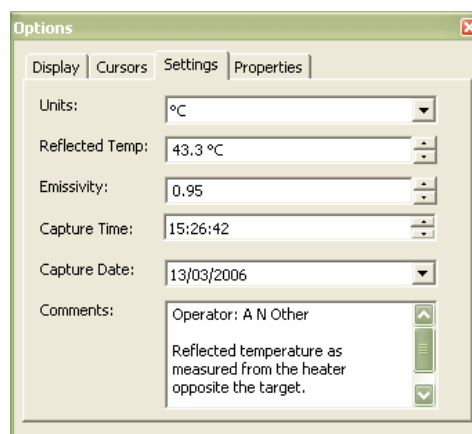 Options
Display Cursors Settings Properties
Units: °C
Reflected Temp: 43.3 °C
Emissivity: 0.95
Capture Time: 15:26:42
Capture Date: 13/03/2006
Comments: Operator: A N Other
Reflected temperature as
measured from the heater
opposite the target.